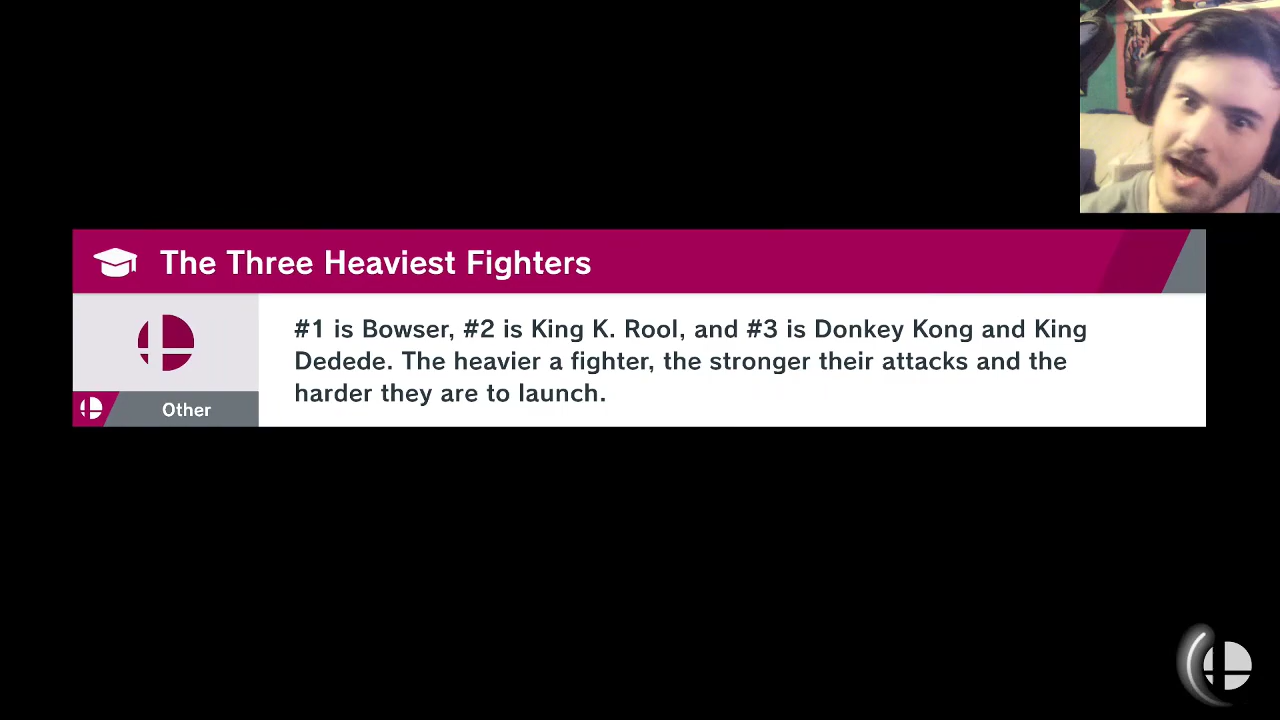 The Three Heaviest Fighters
#1 is Bowser, #2 is King K. Rool, and #3 is Donkey Kong and King
Dedede. The heavier a fighter, the stronger their attacks and the
harder they are to launch.
Other